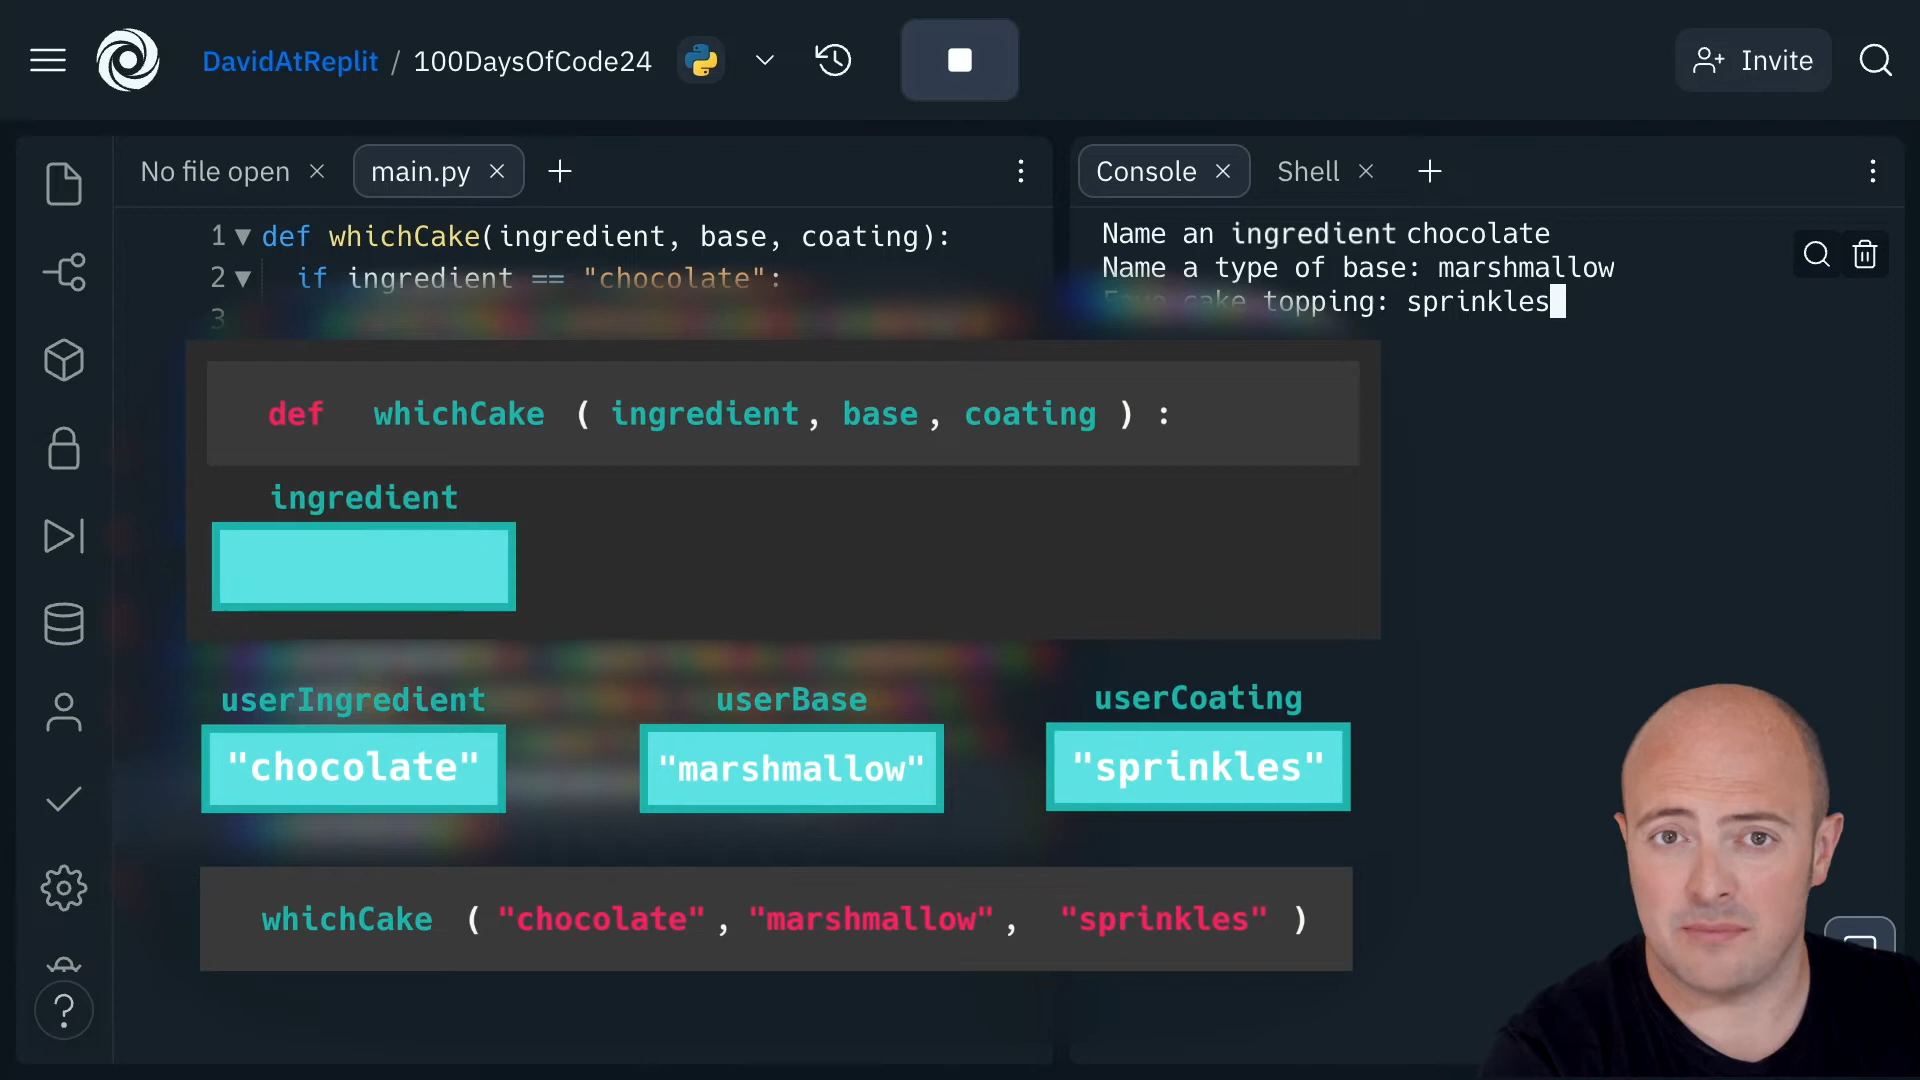 DavidAtReplit / 100DaysOfCode24
Invite
No file open
main.py
Console
Shell
1 def whichCake(ingredient, base, coating):
2 if ingredient == "chocolate":
3
Name an ingredient chocolate
Name a type of base: marshmallow
cake topping: sprinkles
def whichCake ( ingredient, base, coating ) :
ingredient
userIngredient
userBase
userCoating
"chocolate"
"marshmallow"
"sprinkles"
whichCake ( "chocolate", "marshmallow", "sprinkles" )